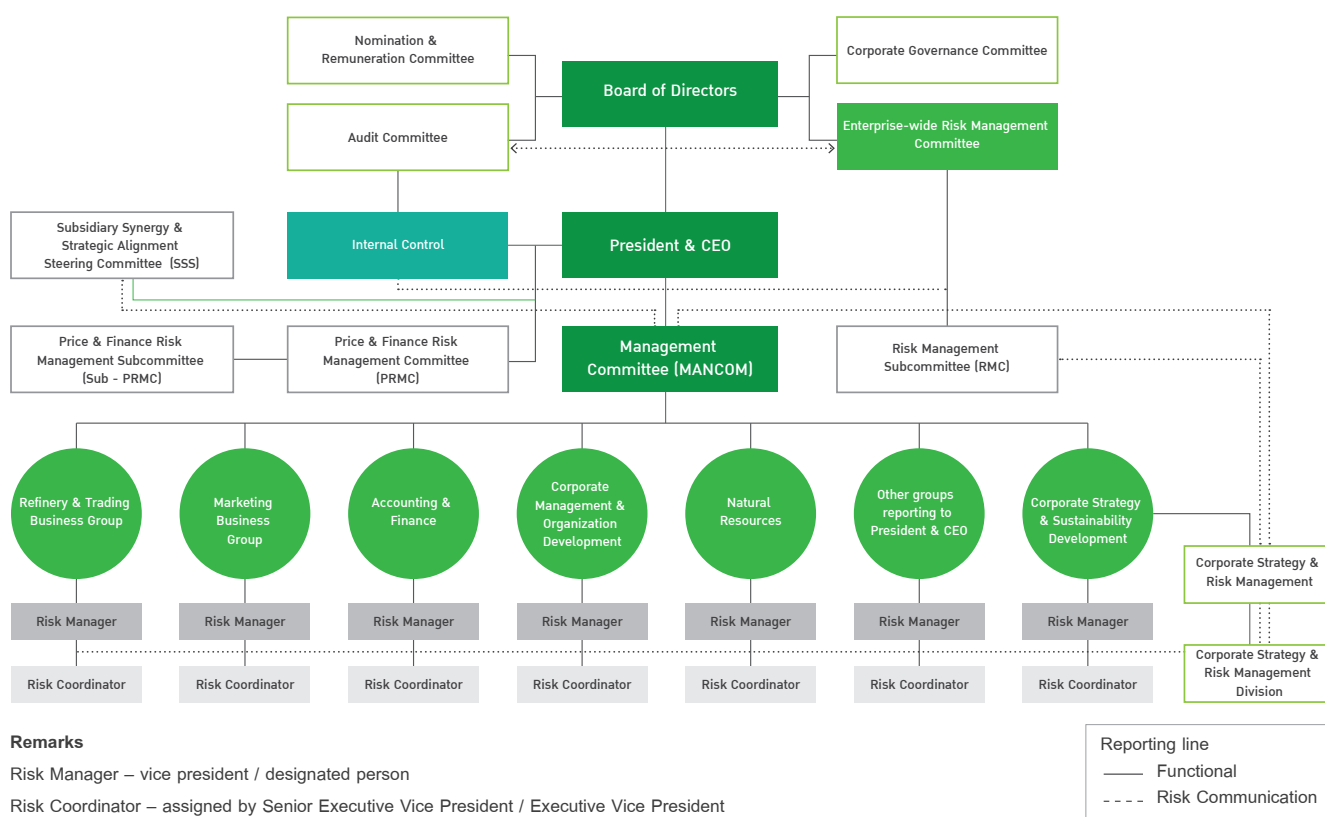 Nomination &
Remuneration Committee
Corporate Governance Committee
Board of Directors
Audit Committee
Enterprise-wide Risk Management
Committee
Subsidiary Synergy &
Strategic Alignment
Steering Committee (SSS)
Internal Control
President & CEO
Price & Finance Risk
Management Subcommittee
(Sub - PRMC)
Price & Finance Risk
Management Committee
(PRMC)
Management
Committee (MANCOM)
Risk Management
Subcommittee (RMC)
Refinery & Trading
Business Group
Marketing
Business
Group
Accounting &
Finance
Corporate
Management &
Organization
Development
Natural
Resources
Other groups
reporting to
President & CEO
Corporate Strategy
& Sustainability
Development
Corporate Strategy &
Risk Management
Risk Manager
Risk Manager
Risk Manager
Risk Manager
Risk Manager
Risk Manager
Risk Manager
Corporate Strategy &
Risk Management
Division
Risk Coordinator
Risk Coordinator
Risk Coordinator
Risk Coordinator
Risk Coordinator
Risk Coordinator
Risk Coordinator
Remarks
Risk Manager – vice president / designated person
Risk Coordinator – assigned by Senior Executive Vice President / Executive Vice President
Reporting line
Functional
Risk Communication